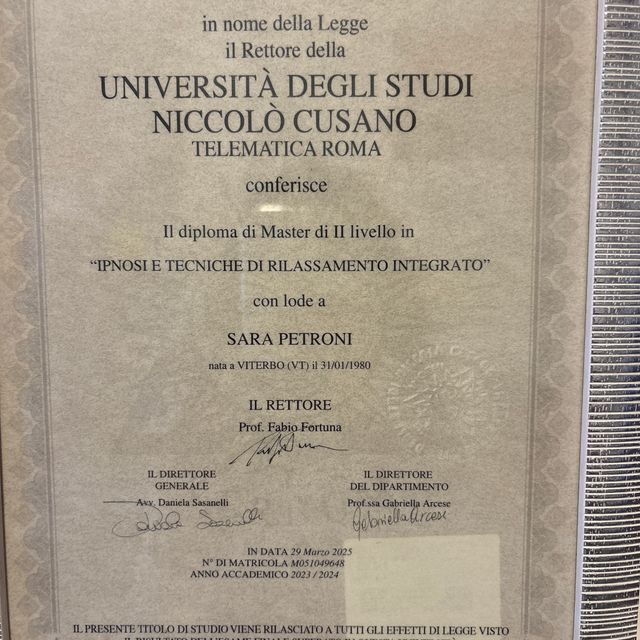 in nome della Legge
il Rettore della
UNIVERSITÀ DEGLI STUDI
NICCOLÒ CUSANO
TELEMATICA ROMA
conferisce
Il diploma di Master di II livello in
“IPNOSI E TECNICHE DI RILASSAMENTO INTEGRATO”
con lode a
SARA PETRONI
nata a VITERBO (VT) il 31/01/1980
IL RETTORE
Prof. Fabio Fortuna
IL DIRETTORE
GENERALE
Avv. Daniela Sasanelli
Daniela Sasanelli
IL DIRETTORE
DEL DIPARTIMENTO
Prof.ssa Gabriella Arcese
Gabriella Arcese
IN DATA 29 Marzo 2025
N° DI MATRICOLA M051049648
ANNO ACCADEMICO 2023 / 2024
IL PRESENTE TITOLO DI STUDIO VIENE RILASCIATO A TUTTI GLI EFFETTI DI LEGGE VISTO